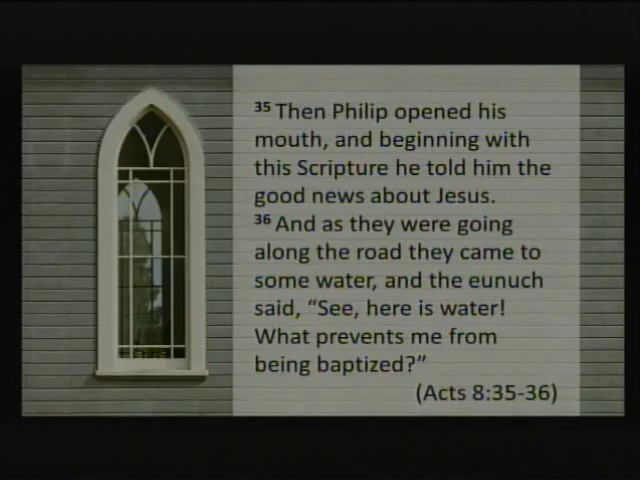 ³⁵ Then Philip opened his
mouth, and beginning with
this Scripture he told him the
good news about Jesus.
³⁶ And as they were going
along the road they came to
some water, and the eunuch
said, “See, here is water!
What prevents me from
being baptized?”
(Acts 8:35-36)